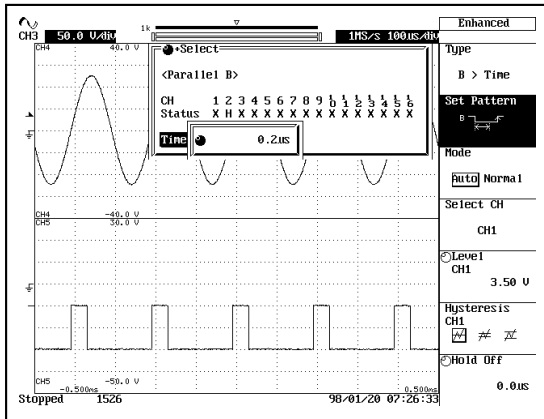 1k
Enhanced
CH3 50.0 V/div 1MS/s 100us/div
CH4 40.0 V
Select
<Parallel B>
CH 1 2 3 4 5 6 7 8 9 10 11 12 13 14 15 16
Status X H X X X X X X X X X X X X X X
Time 0.2us
Type
B > Time
Set Pattern
B
Mode
Auto Normal
Select CH
CH1
CH4 -40.0 V
CH5 30.0 V
Level
CH1
3.50 V
Hysteresis
CH1
Hold Off
0.0us
CH5 -50.0 V
-0.500ms 0.500ms
Stopped 1526 98/01/20 07:26:33